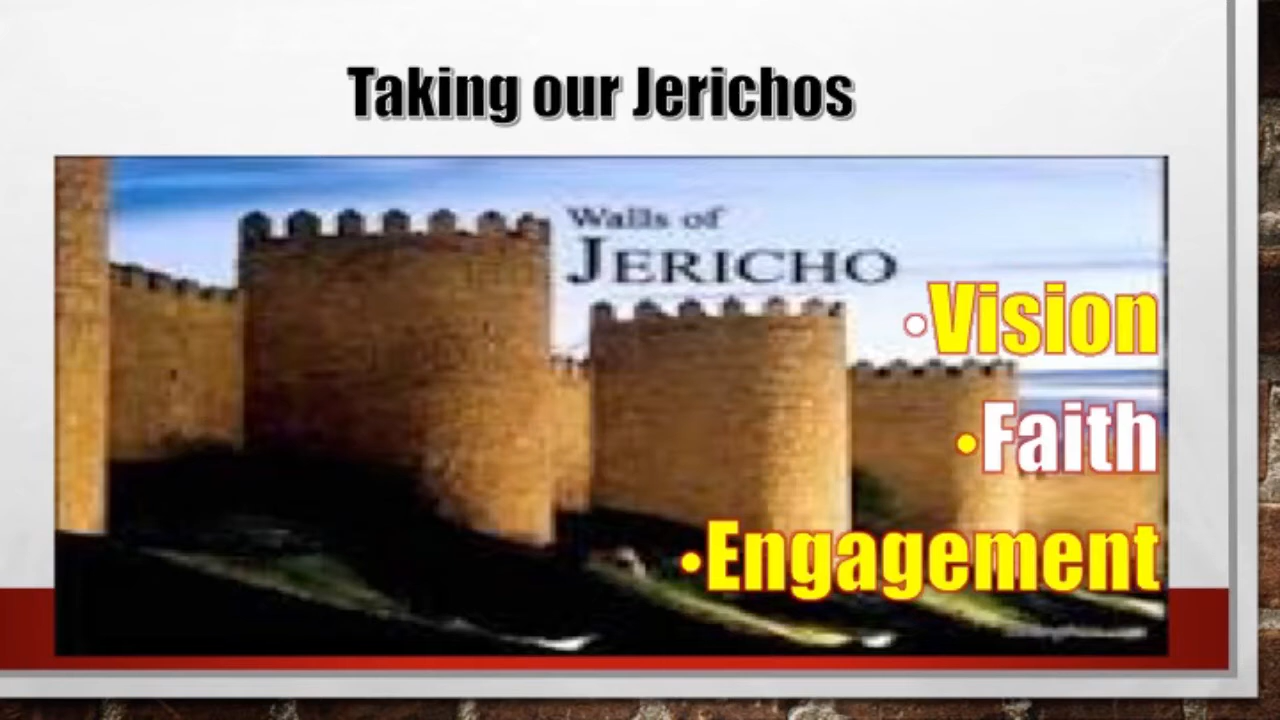 Taking our Jerichos
Walls of
JERICHO
•Vision
•Faith
•Engagement